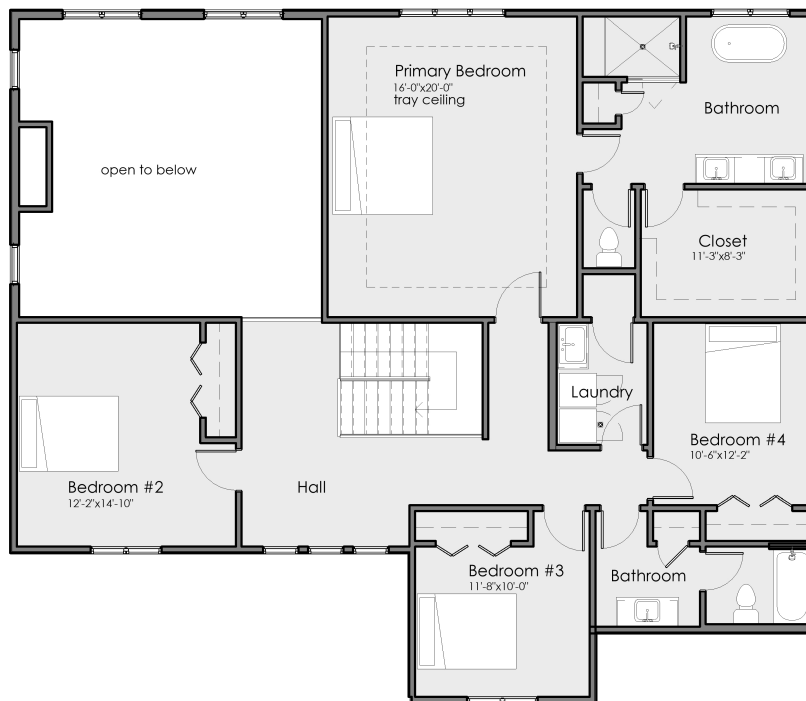 Primary Bedroom
16'-0"x20'-0"
tray ceiling
Bathroom
open to below
Closet
11'-3"x8'-3"
Laundry
Bedroom #4
10'-6"x12'-2"
Bedroom #2
12'-2"x14'-10"
Hall
Bedroom #3
11'-8"x10'-0"
Bathroom